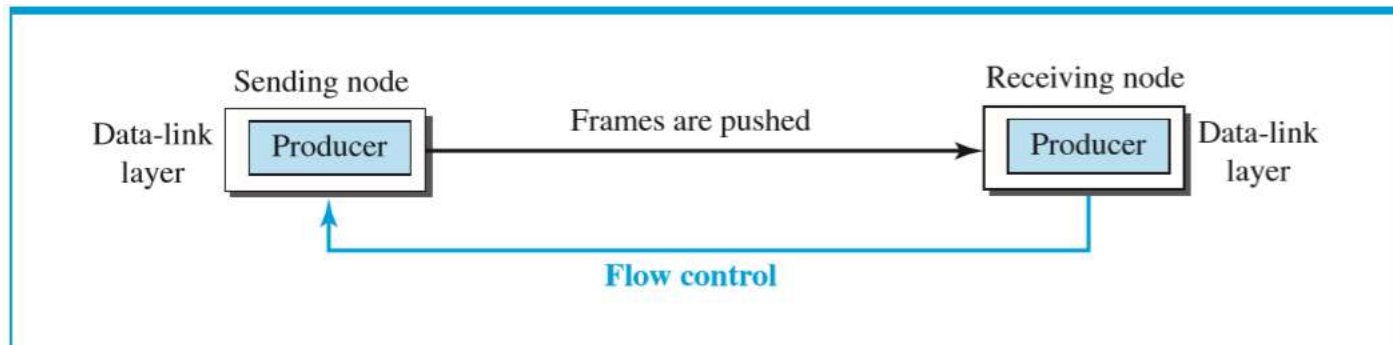 Sending node
Receiving node
Data-link
layer
Producer
Frames are pushed
Producer
Data-link
layer
Flow control